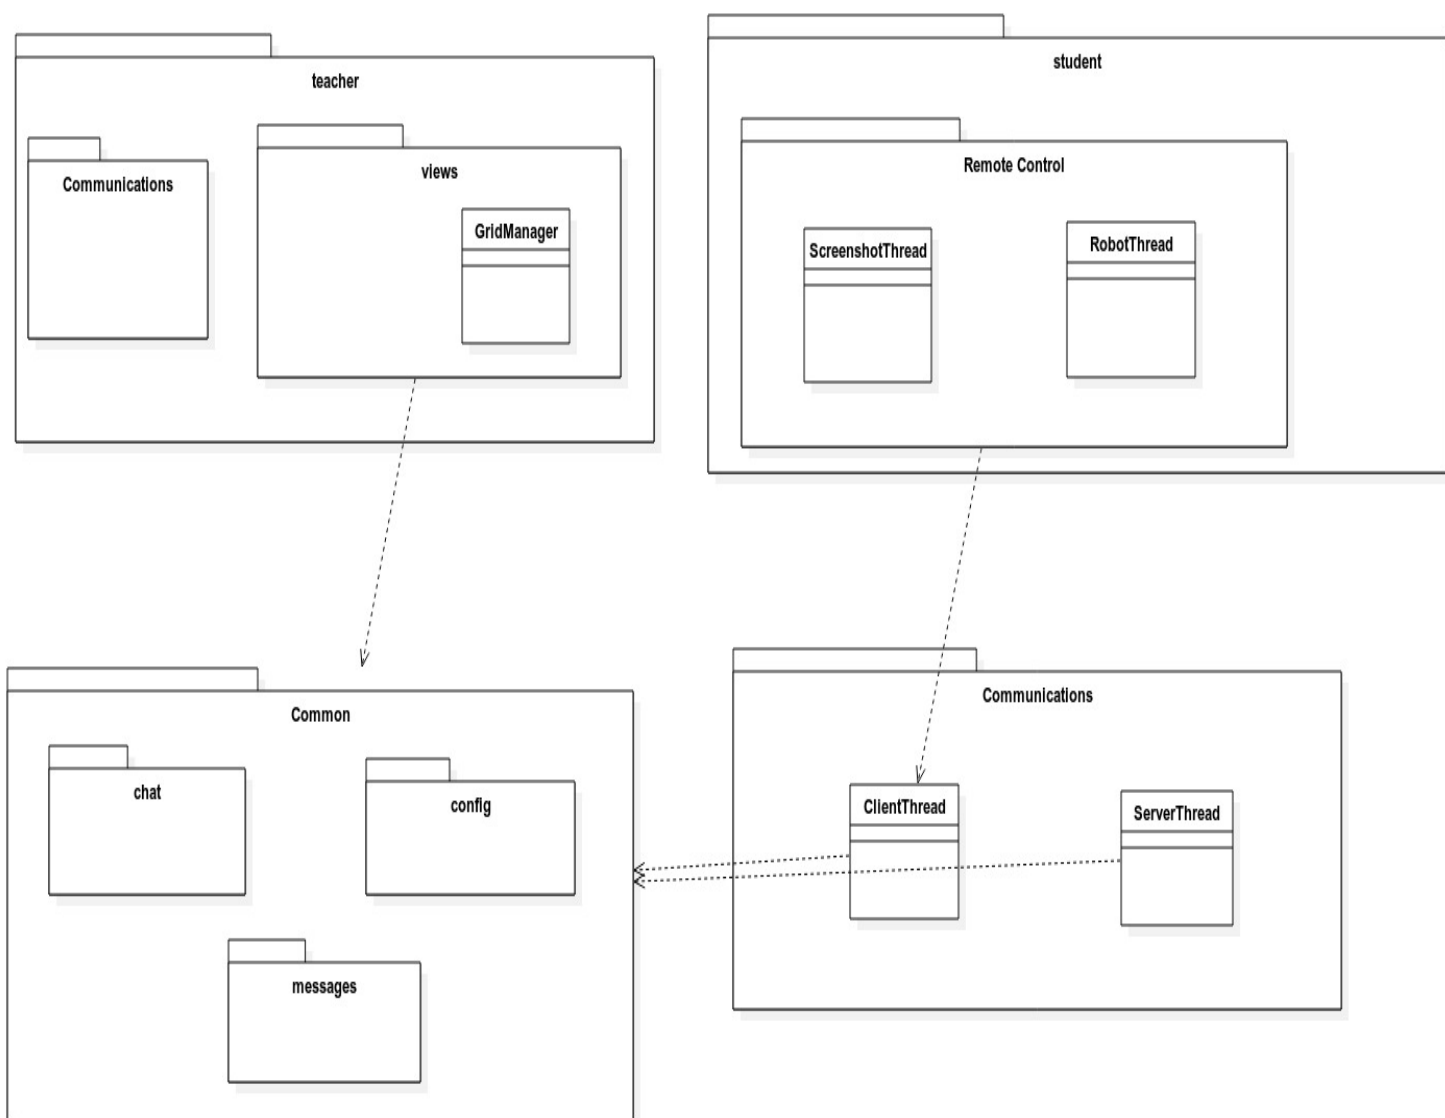 teacher
Communications
views
GridManager
student
Remote Control
ScreenshotThread
RobotThread
Common
chat
config
messages
Communications
ClientThread
ServerThread